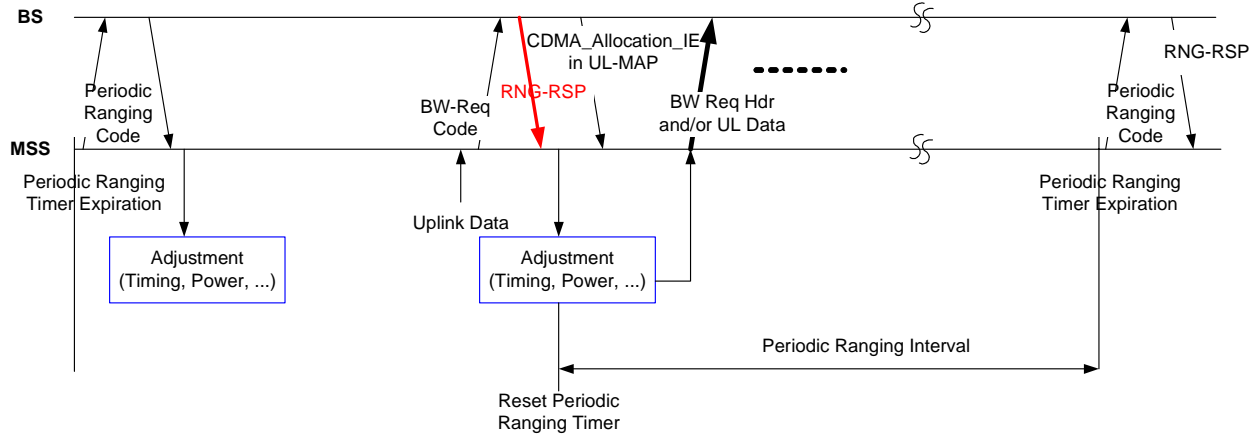 BS
CDMA_Allocation_IE
in UL-MAP
RNG-RSP
Periodic
Ranging
Code
RNG-RSP
BW-Req
Code
BW Req Hdr
and/or UL Data
Periodic
Ranging
Code
MSS
Periodic Ranging
Timer Expiration
Uplink Data
Periodic Ranging
Timer Expiration
Adjustment
(Timing, Power, ...)
Adjustment
(Timing, Power, ...)
Periodic Ranging Interval
Reset Periodic
Ranging Timer